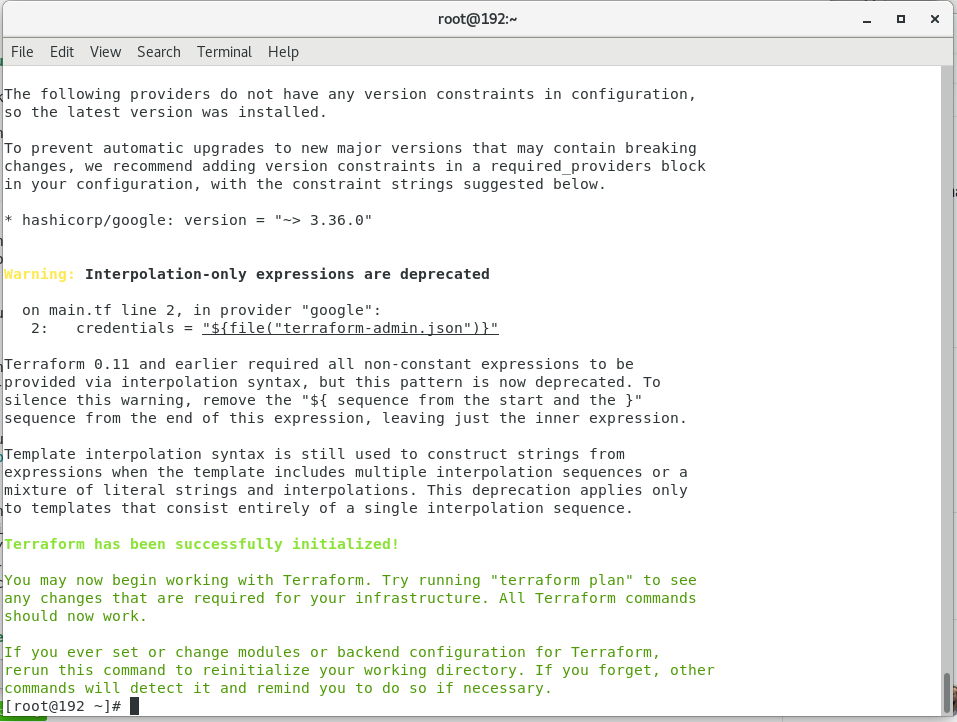 root@192:~
File Edit View Search Terminal Help
The following providers do not have any version constraints in configuration,
so the latest version was installed.
To prevent automatic upgrades to new major versions that may contain breaking
changes, we recommend adding version constraints in a required_providers block
in your configuration, with the constraint strings suggested below.
* hashicorp/google: version = "~> 3.36.0"
Warning: Interpolation-only expressions are deprecated
on main.tf line 2, in provider "google":
2: credentials = "${file("terraform-admin.json")}"
Terraform 0.11 and earlier required all non-constant expressions to be
provided via interpolation syntax, but this pattern is now deprecated. To
silence this warning, remove the "${ sequence from the start and the }"
sequence from the end of this expression, leaving just the inner expression.
Template interpolation syntax is still used to construct strings from
expressions when the template includes multiple interpolation sequences or a
mixture of literal strings and interpolations. This deprecation applies only
to templates that consist entirely of a single interpolation sequence.
Terraform has been successfully initialized!
You may now begin working with Terraform. Try running "terraform plan" to see
any changes that are required for your infrastructure. All Terraform commands
should now work.
If you ever set or change modules or backend configuration for Terraform,
rerun this command to reinitialize your working directory. If you forget, other
commands will detect it and remind you to do so if necessary.
[root@192 ~]#